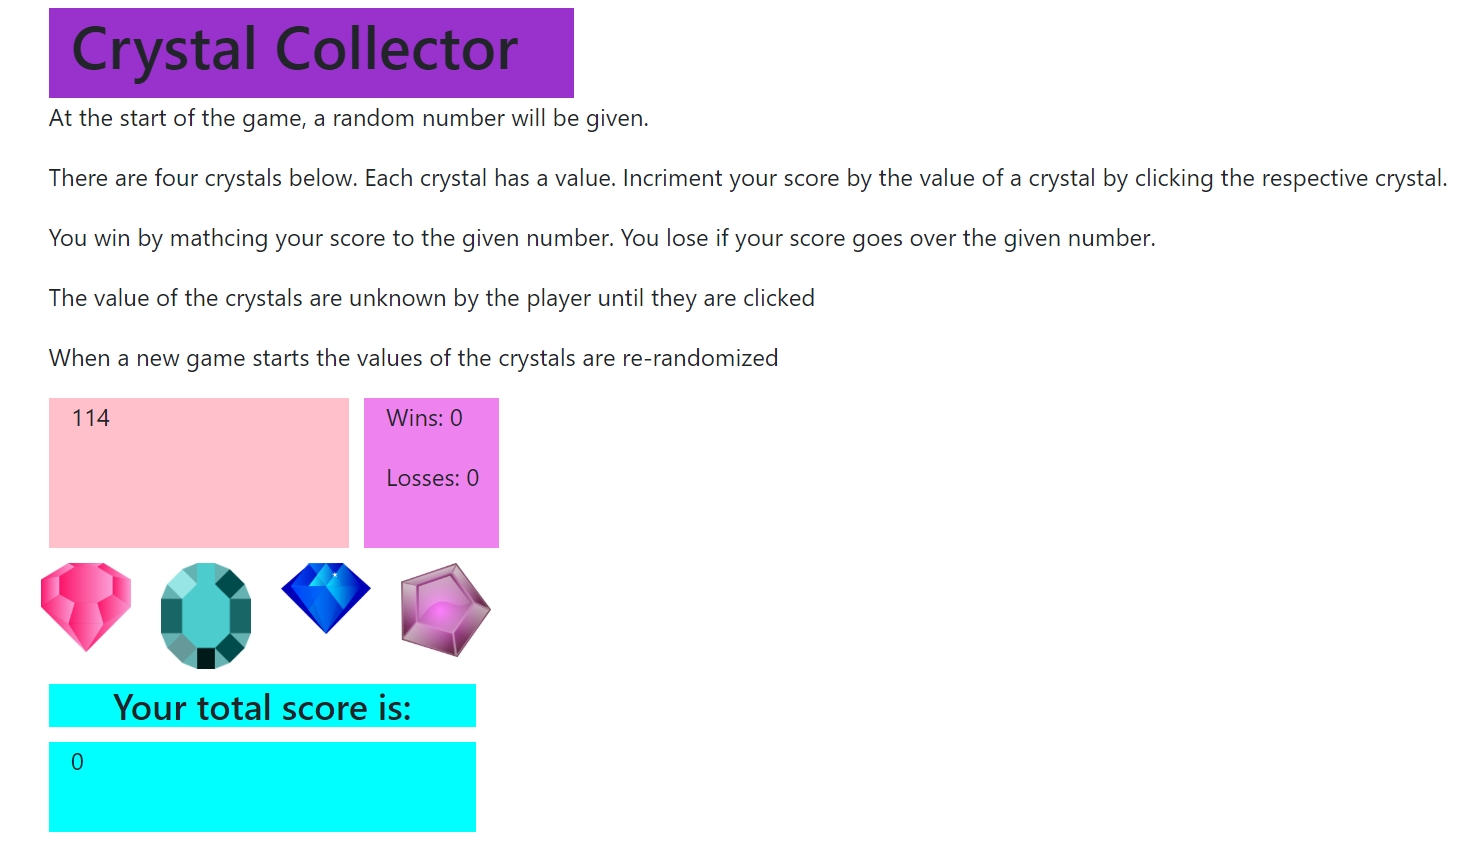 Crystal Collector
At the start of the game, a random number will be given.
There are four crystals below. Each crystal has a value. Incriment your score by the value of a crystal by clicking the respective crystal.
You win by mathcing your score to the given number. You lose if your score goes over the given number.
The value of the crystals are unknown by the player until they are clicked
When a new game starts the values of the crystals are re-randomized
114
Wins: 0
Losses: 0
Your total score is:
0